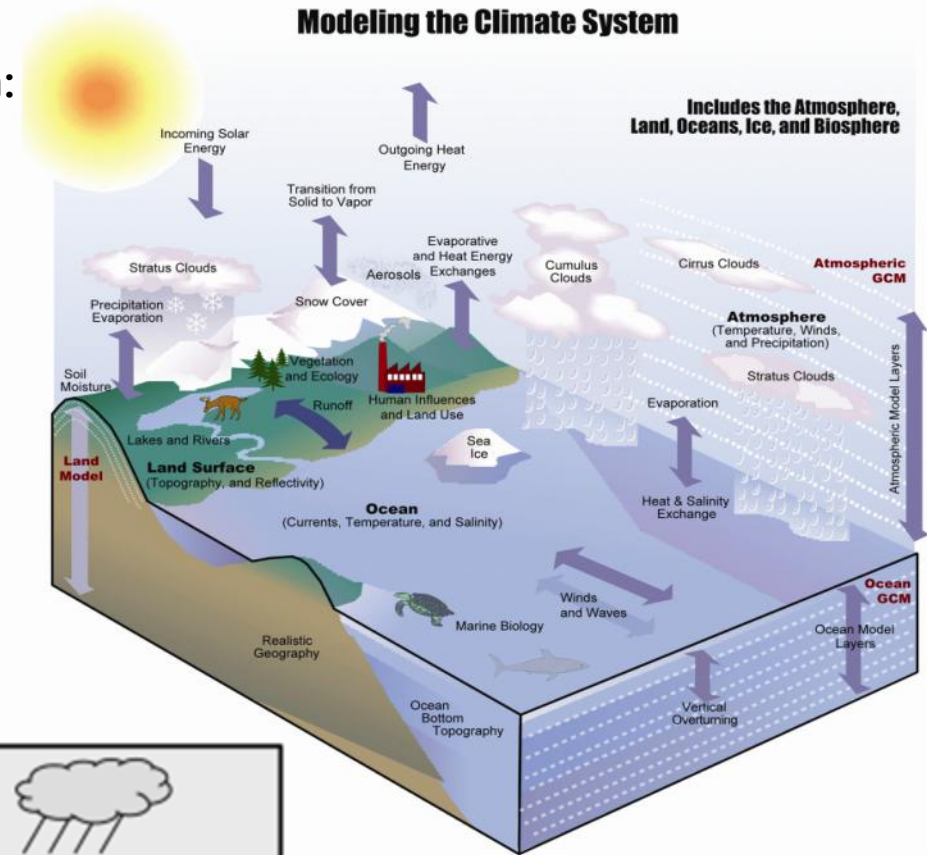 Modeling the Climate System
:
Includes the Atmosphere,
Land, Oceans, Ice, and Biosphere
Incoming Solar
Energy
Outgoing Heat
Energy
Transition from
Solid to Vapor
Evaporative
and Heat Energy
Exchanges
Stratus Clouds
Aerosols
Cumulus
Clouds
Cirrus Clouds
Atmospheric
GCM
Precipitation
Evaporation
Snow Cover
Atmosphere
(Temperature, Winds,
and Precipitation)
Atmospheric Model Layers
Soil
Moisture
Vegetation
and Ecology
Stratus Clouds
Human Influences
and Land Use
Runoff
Evaporation
Lakes and Rivers
Sea
Ice
Land
Model
Land Surface
(Topography, and Reflectivity)
Heat & Salinity
Exchange
Ocean
(Currents, Temperature, and Salinity)
Ocean
GCM
Winds
and Waves
Marine Biology
Ocean Model
Layers
Realistic
Geography
Ocean
Bottom
Topography
Vertical
Overturning